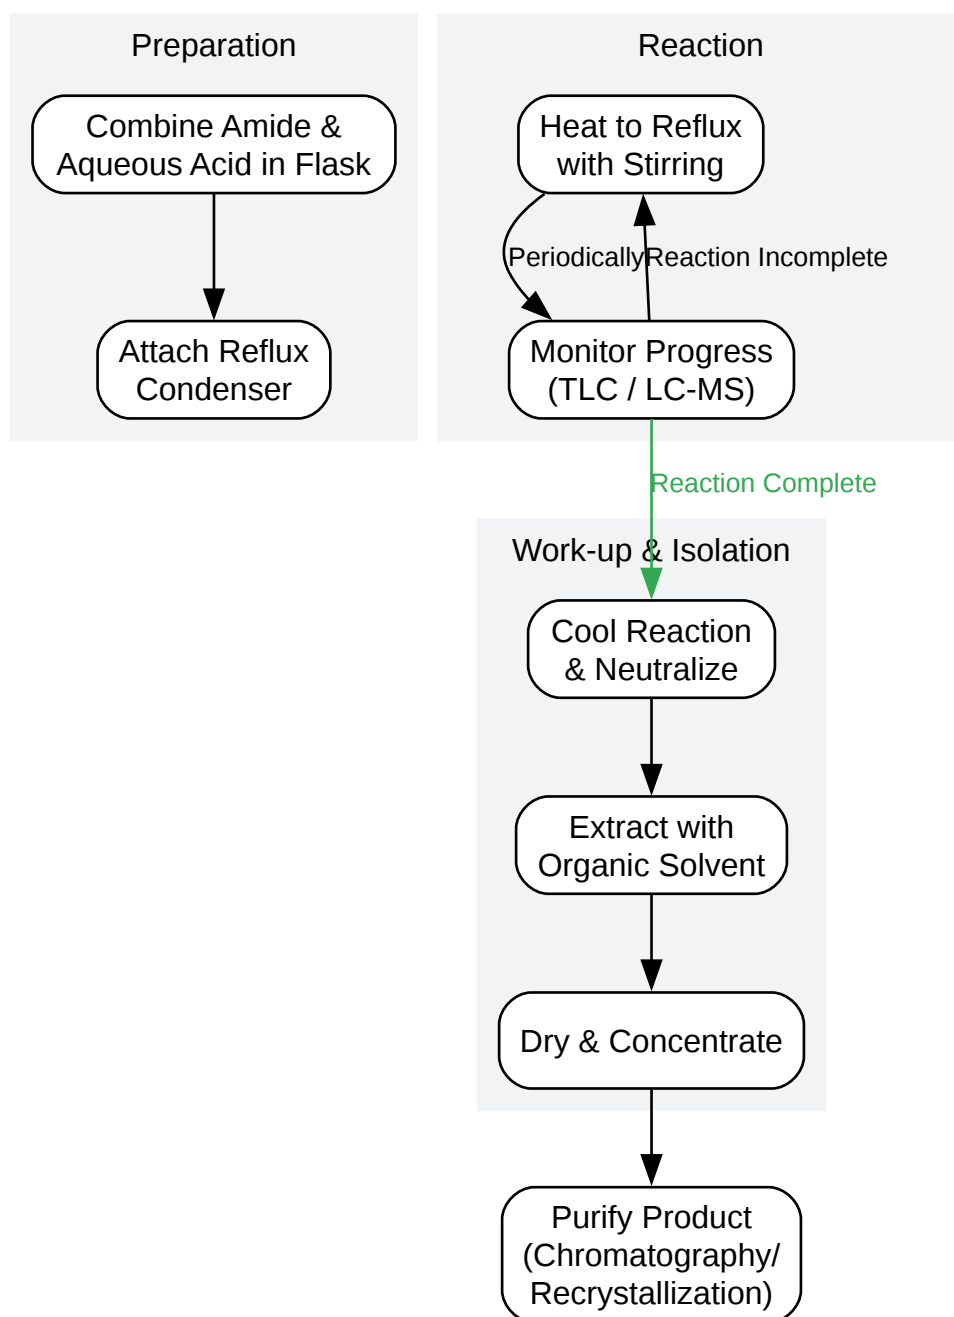 Preparation
Combine Amide &
Aqueous Acid in Flask
Attach Reflux
Condenser
Reaction
Heat to Reflux
with Stirring
Periodically
Reaction Incomplete
Monitor Progress
(TLC / LC-MS)
Reaction Complete
Work-up & Isolation
Cool Reaction
& Neutralize
Extract with
Organic Solvent
Dry & Concentrate
Purify Product
(Chromatography/
Recrystallization)